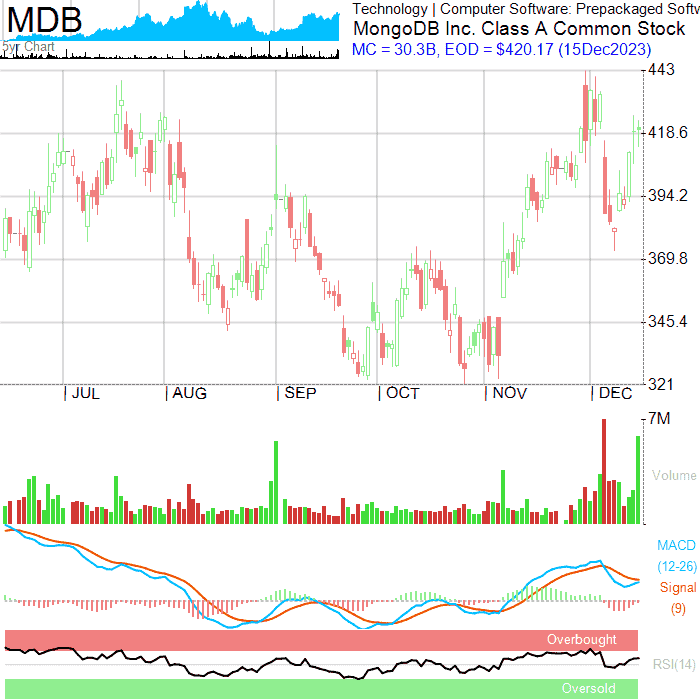 MDB
5yr Chart
Technology | Computer Software: Prepackaged Softw
MongoDB Inc. Class A Common Stock
MC = 30.3B, EOD = $420.17 (15Dec2023)
443
418.6
394.2
369.8
345.4
321
JUL
AUG
SEP
OCT
NOV
DEC
7M
Volume
MACD
(12-26)
Signal
(9)
Overbought
RSI(14)
Oversold